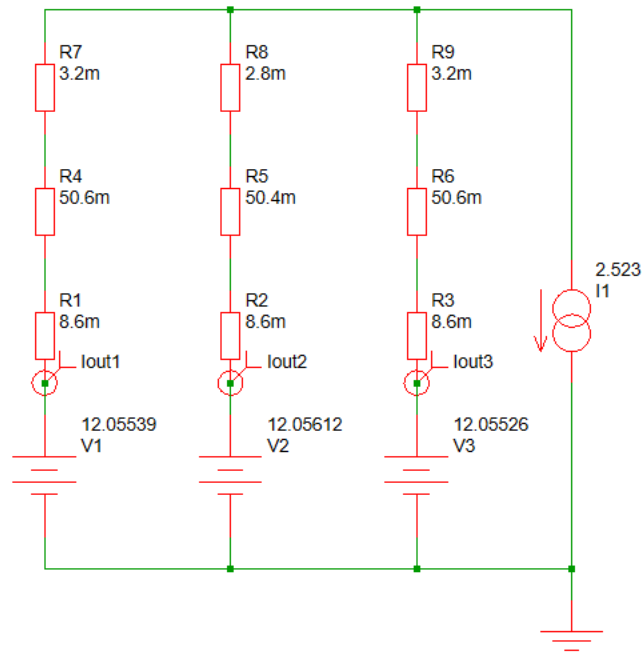 R7
3.2m
R8
2.8m
R9
3.2m
R4
50.6m
R5
50.4m
R6
50.6m
2.523
I1
R1
8.6m
R2
8.6m
R3
8.6m
Iout1
Iout2
Iout3
12.05539
V1
12.05612
V2
12.05526
V3